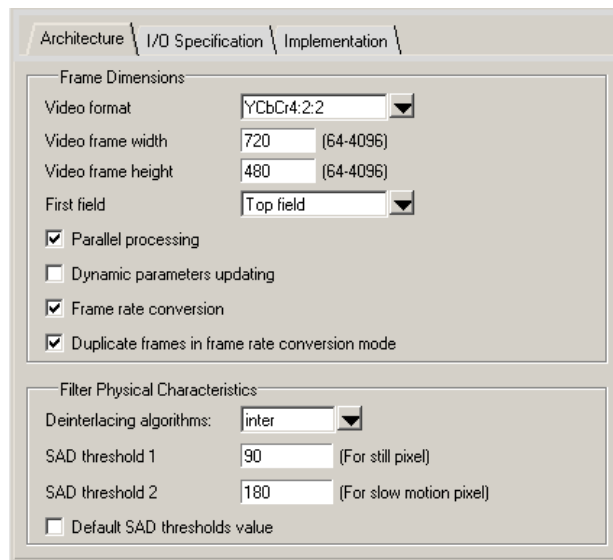 Architecture I/O Specification Implementation
Frame Dimensions
Video format YCbCr4:2:2
Video frame width 720 (64-4096)
Video frame height 480 (64-4096)
First field Top field
Parallel processing
Dynamic parameters updating
Frame rate conversion
Duplicate frames in frame rate conversion mode
Filter Physical Characteristics
Deinterlacing algorithms: inter
SAD threshold 1 90 (For still pixel)
SAD threshold 2 180 (For slow motion pixel)
Default SAD thresholds value